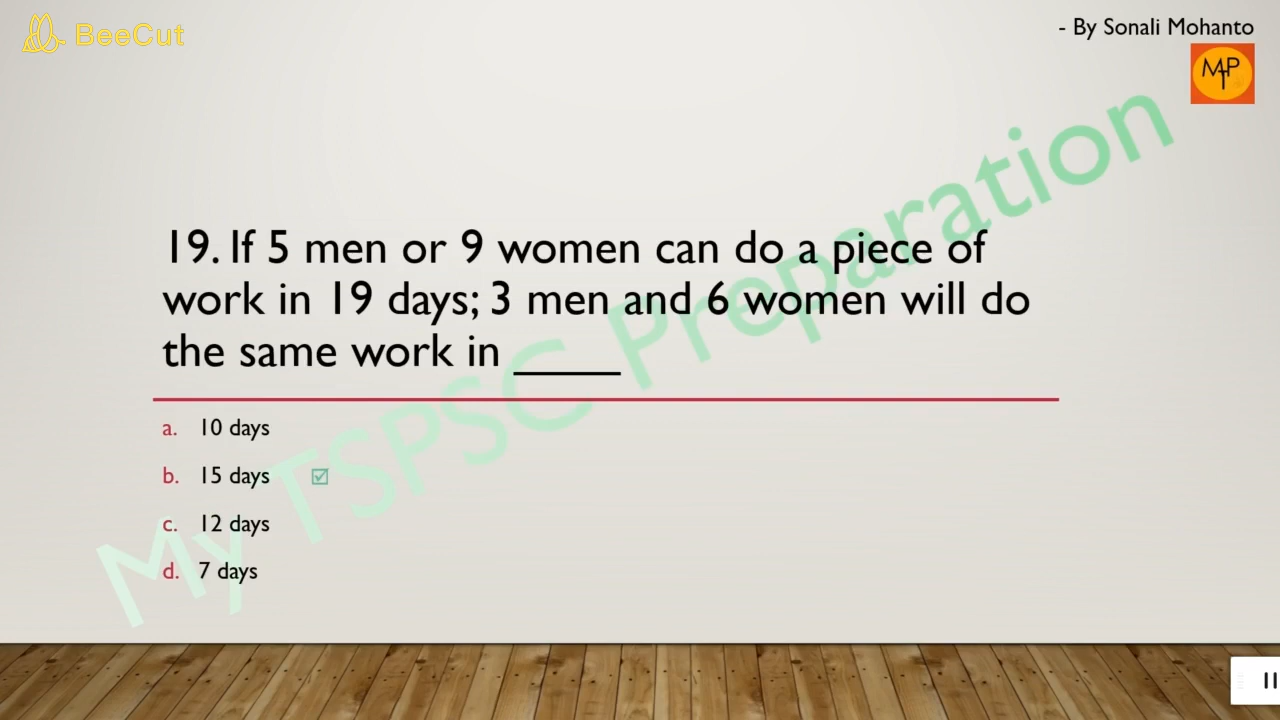 BeeCut
- By Sonali Mohanto
MTP
19. If 5 men or 9 women can do a piece of
work in 19 days; 3 men and 6 women will do
the same work in _____
a. 10 days
b. 15 days ☑
c. 12 days
d. 7 days
My TSPSC Preparation